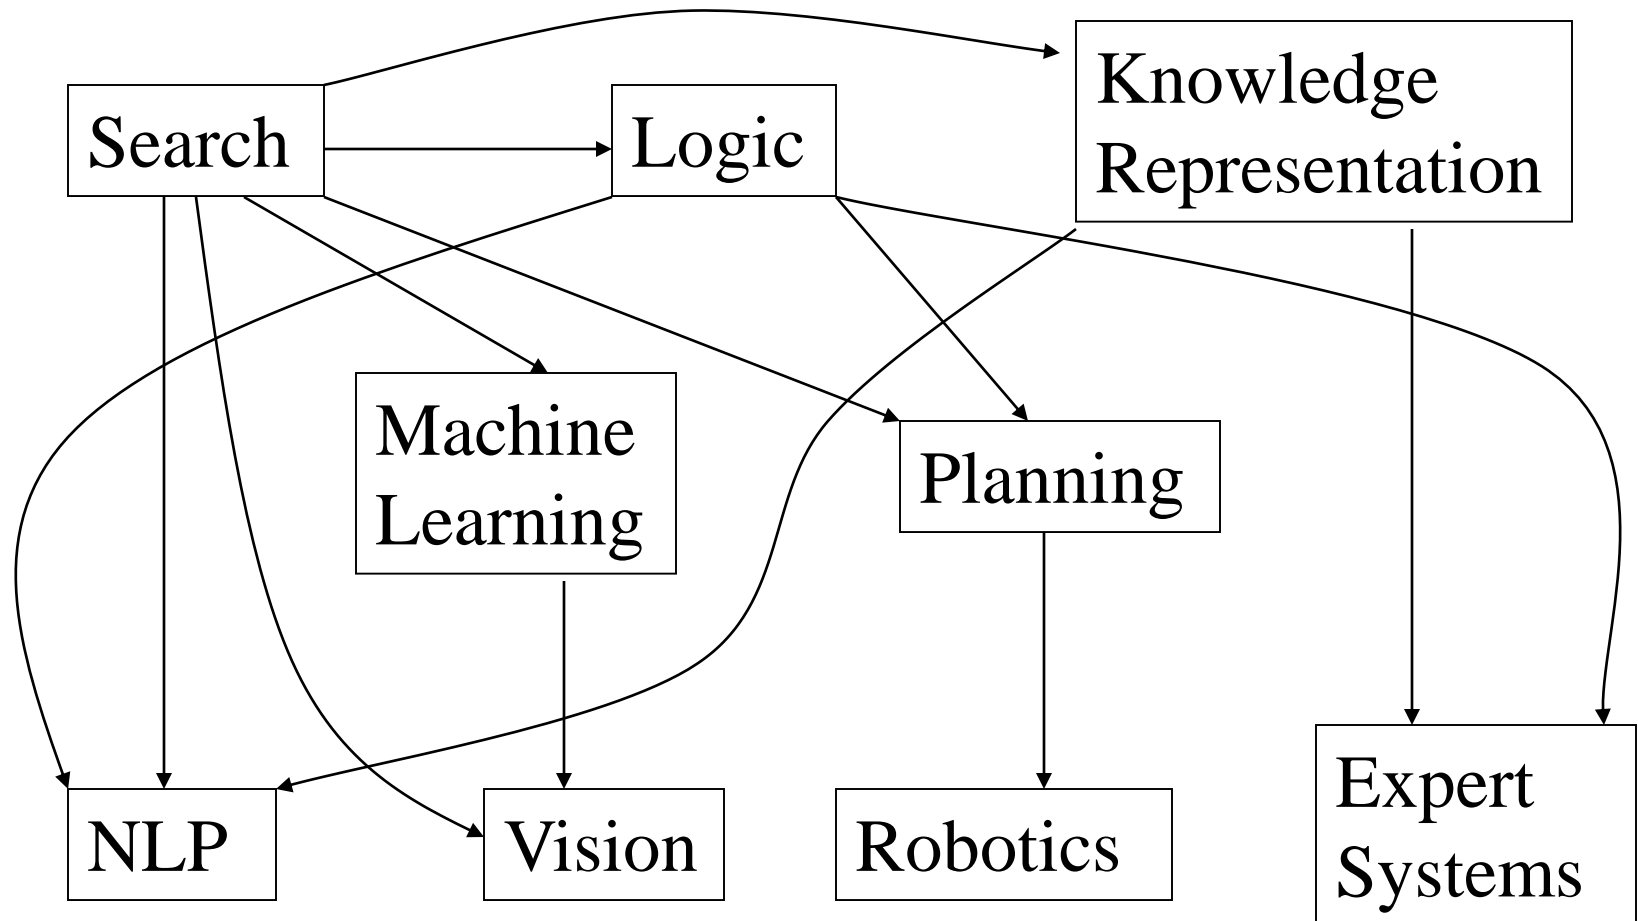 Search
Logic
Knowledge
Representation
Machine
Learning
Planning
NLP
Vision
Robotics
Expert
Systems